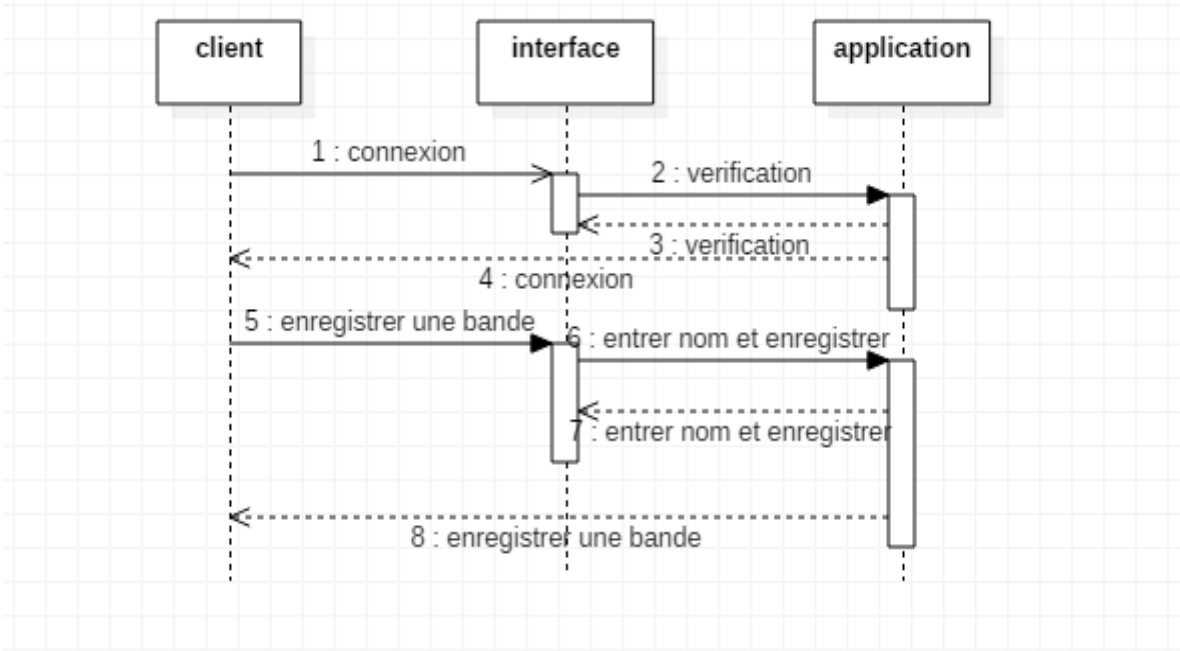 client
interface
application
1 : connexion
2 : verification
3 : verification
4 : connexion
5 : enregistrer une bande
6 : entrer nom et enregistrer
7 : entrer nom et enregistrer
8 : enregistrer une bande